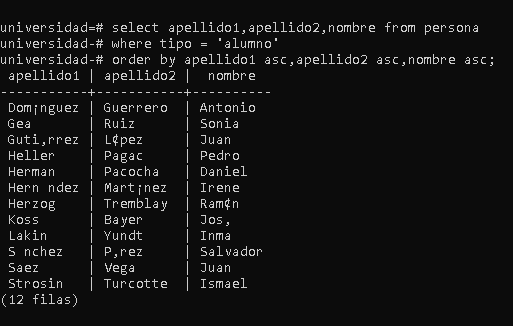 universidad=# select apellido1,apellido2,nombre from persona
universidad-# where tipo = 'alumno'
universidad-# order by apellido1 asc,apellido2 asc,nombre asc;
 apellido1 | apellido2 |  nombre
-----------+-----------+----------
 Dom¡nguez | Guerrero  | Antonio
 Gea       | Ruiz      | Sonia
 Guti‚rrez | L¢pez     | Juan
 Heller    | Pagac     | Pedro
 Herman    | Pacocha   | Daniel
 Hern ndez | Mart¡nez  | Irene
 Herzog    | Tremblay  | Ram¢n
 Koss      | Bayer     | Jos‚
 Lakin     | Yundt     | Inma
 S nchez   | P‚rez     | Salvador
 Saez      | Vega      | Juan
 Strosin   | Turcotte  | Ismael
(12 filas)